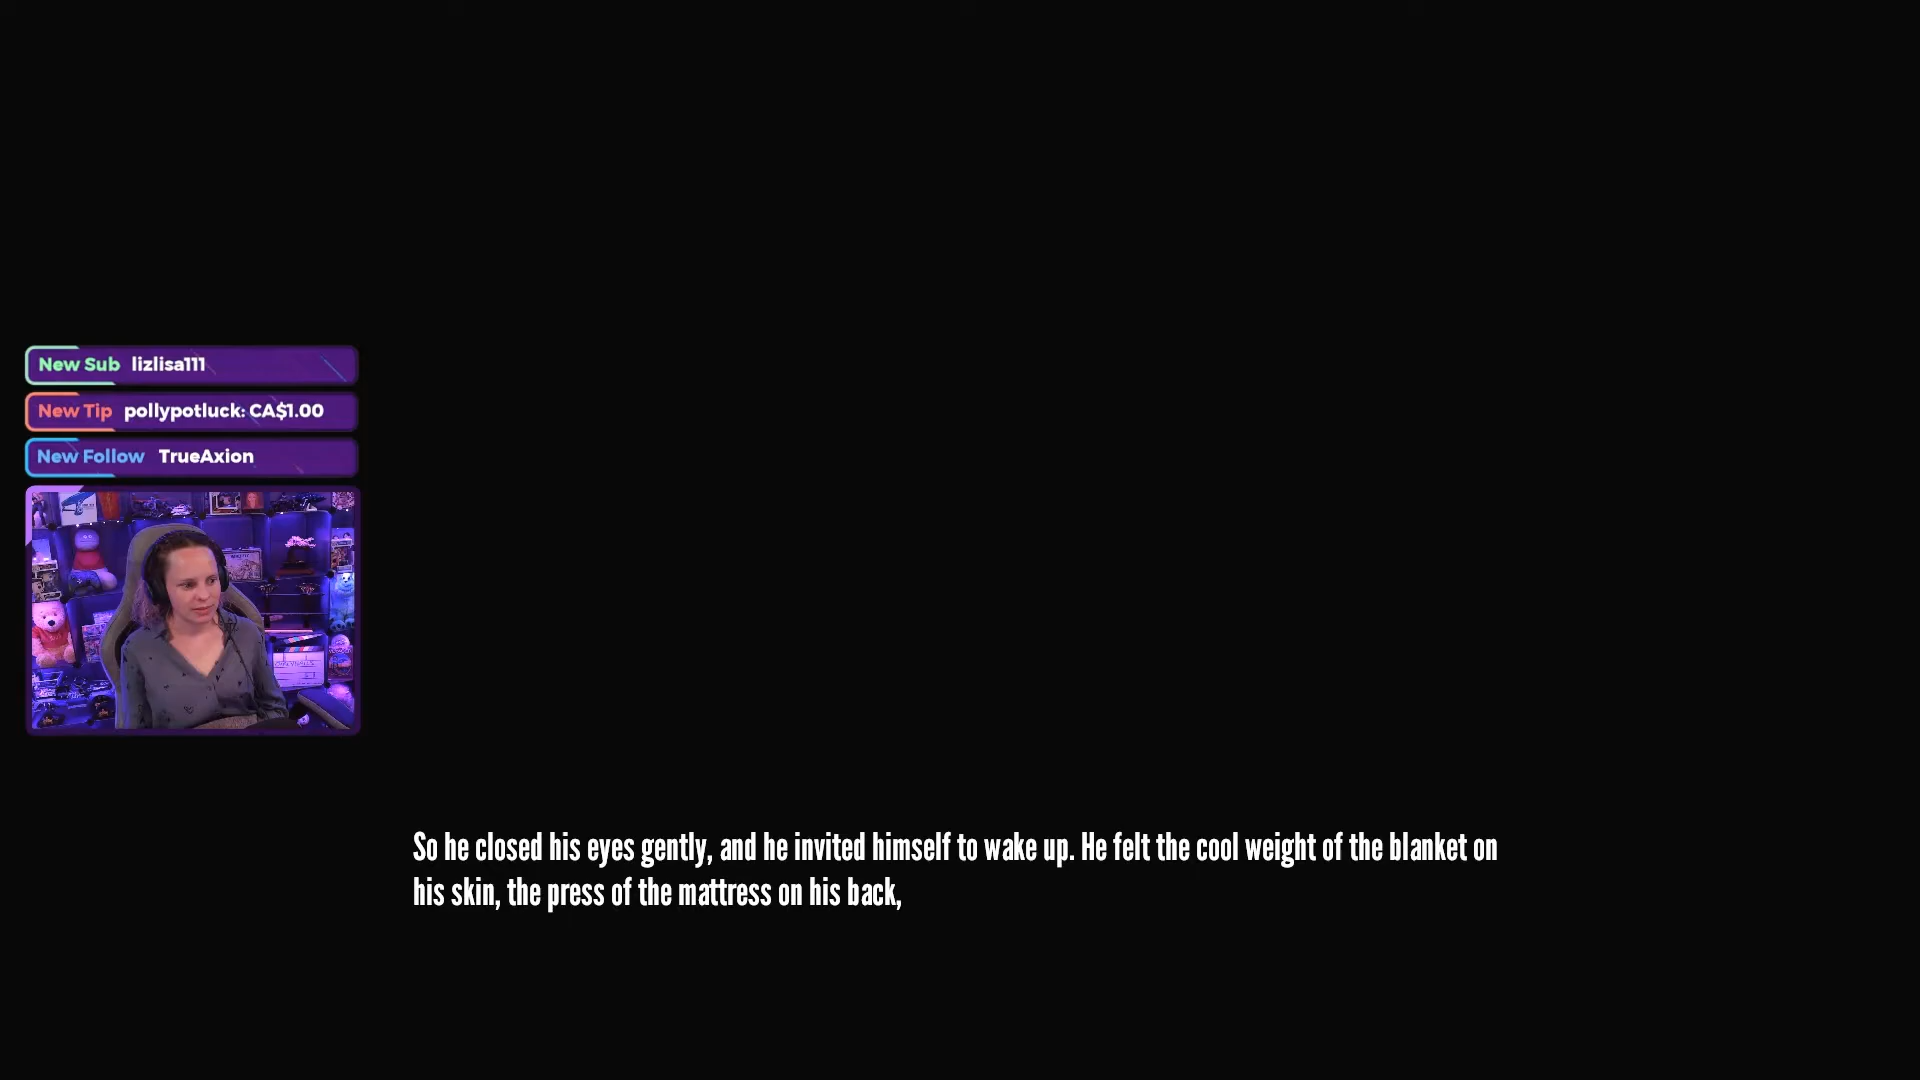 New Sub lizlisa111
New Tip pollypotluck: CA$1.00
New Follow TrueAxion
So he closed his eyes gently, and he invited himself to wake up. He felt the cool weight of the blanket on
his skin, the press of the mattress on his back,